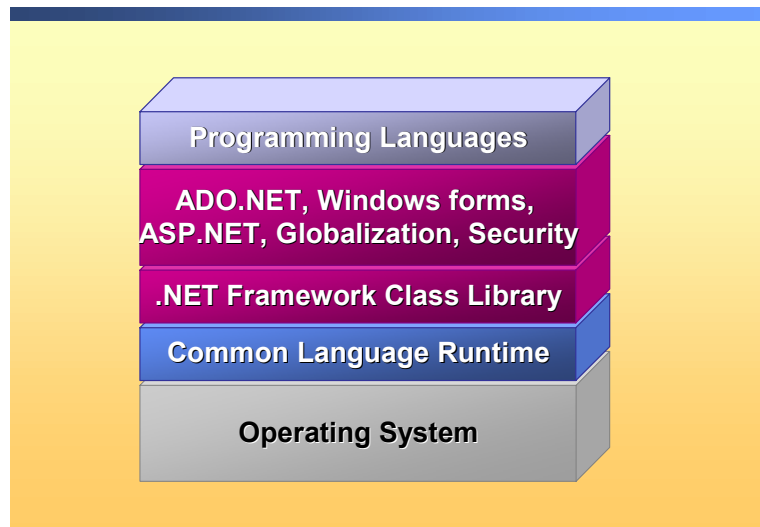 Programming Languages
ADO.NET, Windows forms,
ASP.NET, Globalization, Security
.NET Framework Class Library
Common Language Runtime
Operating System